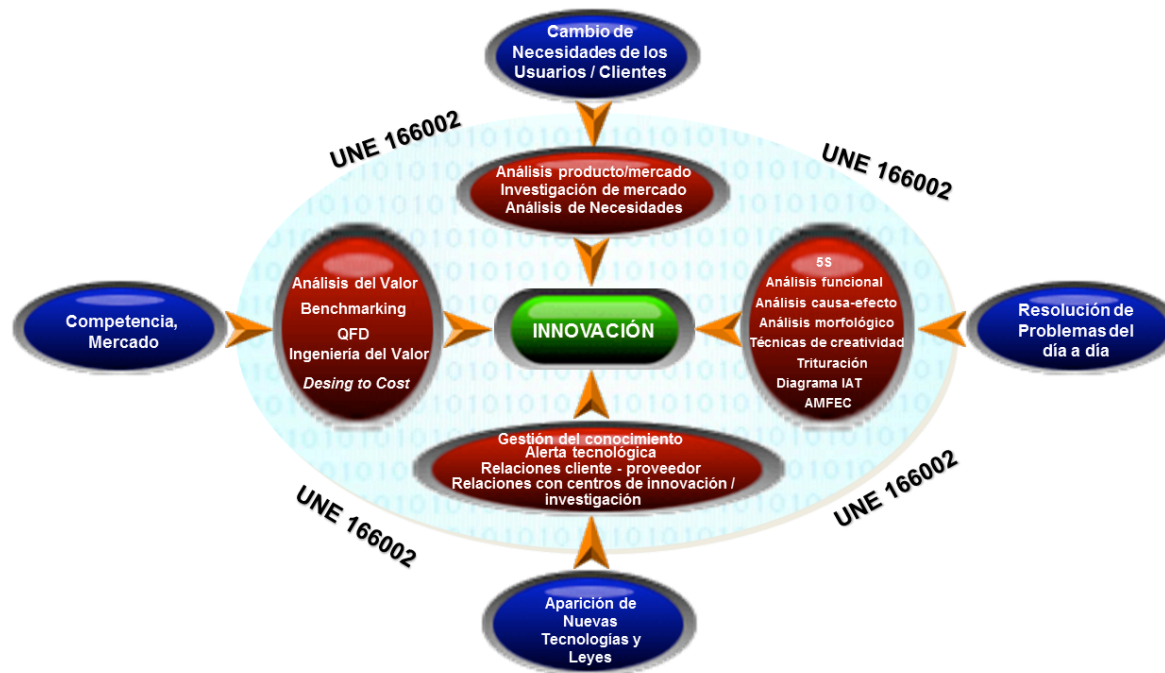 Cambio de
Necesidades de los
Usuarios / Clientes
UNE 166002
UNE 166002
Análisis producto/mercado
Investigación de mercado
Análisis de Necesidades
Competencia,
Mercado
Análisis del Valor
Benchmarking
QFD
Ingeniería del Valor
Desing to Cost
INNOVACIÓN
5S
Análisis funcional
Análisis causa-efecto
Análisis morfológico
Técnicas de creatividad
Trituración
Diagrama IAT
AMFEC
Resolución de
Problemas del
día a día
Gestión del conocimiento
Alerta tecnológica
Relaciones cliente - proveedor
Relaciones con centros de innovación /
investigación
UNE 166002
UNE 166002
Aparición de
Nuevas
Tecnologías y
Leyes